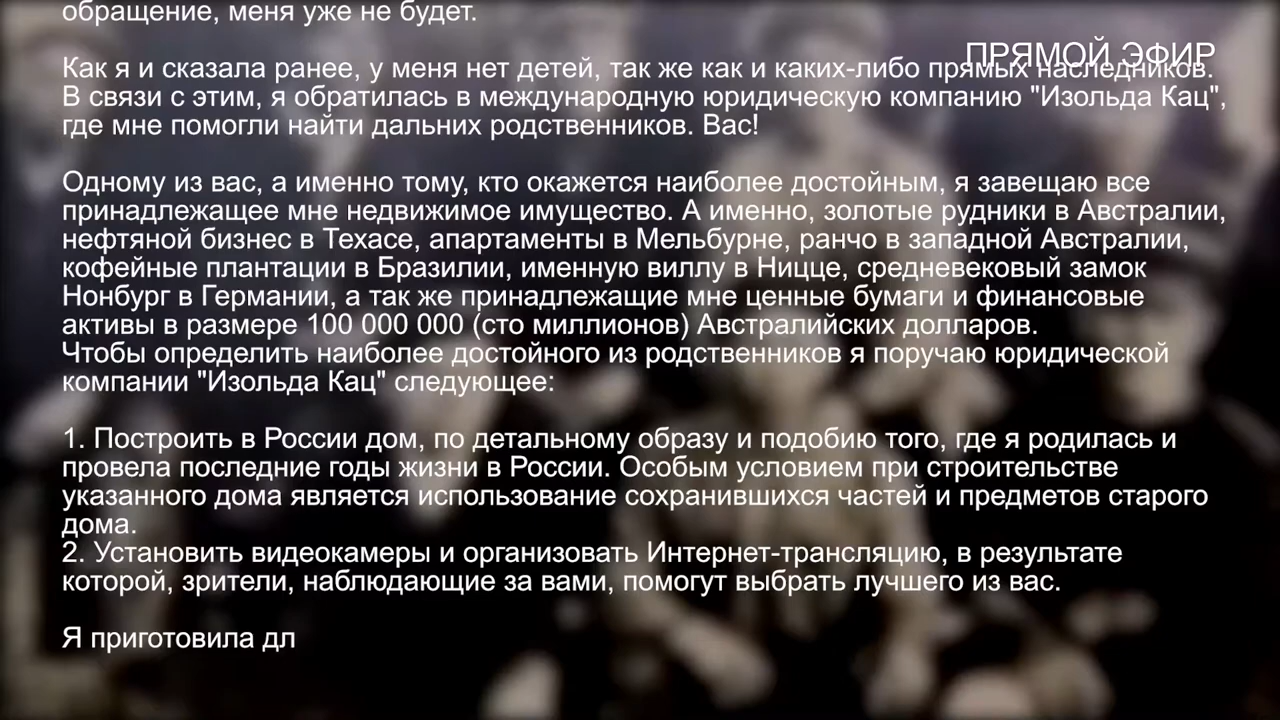 обращение, меня уже не будет.
ПРЯМОЙ ЭФИР
Как я и сказала ранее, у меня нет детей, так же как и каких-либо прямых наследников.
В связи с этим, я обратилась в международную юридическую компанию "Изольда Кац",
где мне помогли найти дальних родственников. Вас!
Одному из вас, а именно тому, кто окажется наиболее достойным, я завещаю все
принадлежащее мне недвижимое имущество. А именно, золотые рудники в Австралии,
нефтяной бизнес в Техасе, апартаменты в Мельбурне, ранчо в западной Австралии,
кофейные плантации в Бразилии, именную виллу в Ницце, средневековый замок
Нонбург в Германии, а так же принадлежащие мне ценные бумаги и финансовые
активы в размере 100 000 000 (сто миллионов) Австралийских долларов.
Чтобы определить наиболее достойного из родственников я поручаю юридической
компании "Изольда Кац" следующее:
1. Построить в России дом, по детальному образу и подобию того, где я родилась и
провела последние годы жизни в России. Особым условием при строительстве
указанного дома является использование сохранившихся частей и предметов старого
дома.
2. Установить видеокамеры и организовать Интернет-трансляцию, в результате
которой, зрители, наблюдающие за вами, помогут выбрать лучшего из вас.
Я приготовила дл